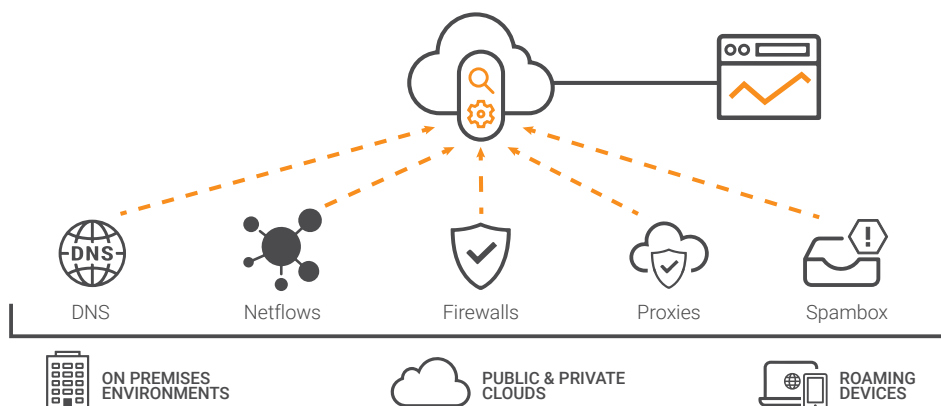 DNS
DNS
Netflows
Firewalls
Proxies
Spambox
ON PREMISES
ENVIRONMENTS
PUBLIC & PRIVATE
CLOUDS
ROAMING
DEVICES